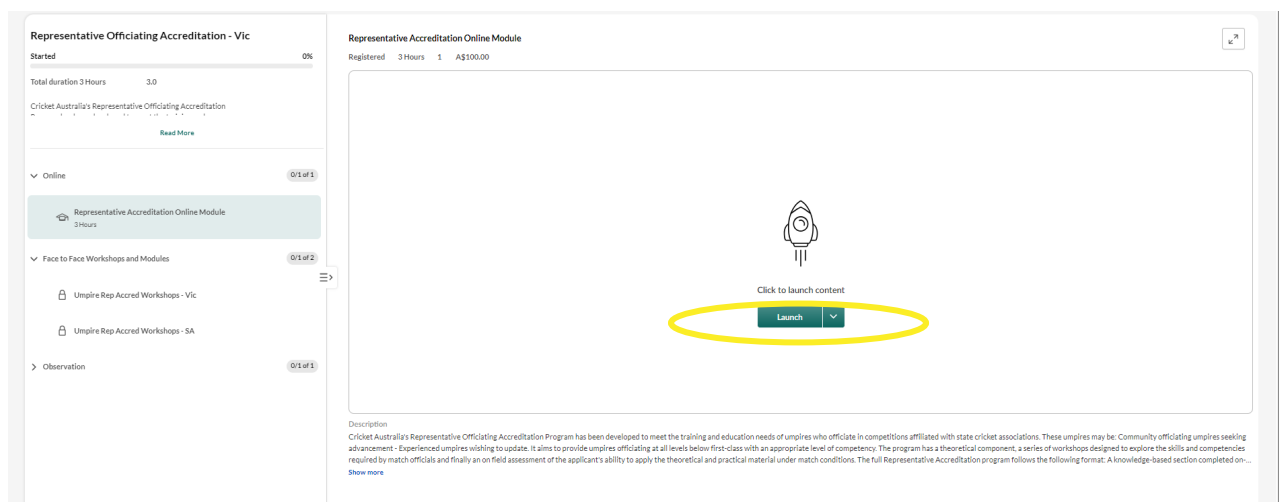 Representative Officiating Accreditation - Vic
Started 0%
Total duration 3 Hours 3.0
Cricket Australia's Representative Officiating Accreditation
Read More
Online 0/1 of 1
Representative Accreditation Online Module
3 Hours
Face to Face Workshops and Modules 0/1 of 2
Umpire Rep Accred Workshops - Vic
Umpire Rep Accred Workshops - SA
Observation 0/1 of 1
Representative Accreditation Online Module
Registered 3 Hours 1 A$100.00
Click to launch content
Launch
Description
Cricket Australia's Representative Officiating Accreditation Program has been developed to meet the training and education needs of umpires who officiate in competitions affiliated with state cricket associations. These umpires may be: Community officiating umpires seeking
advancement - Experienced umpires wishing to update. It aims to provide umpires officiating at all levels below first-class with an appropriate level of competency. The program has a theoretical component, a series of workshops designed to explore the skills and competencies
required by match officials and finally an on field assessment of the applicant's ability to apply the theoretical and practical material under match conditions. The full Representative Accreditation program follows the following format: A knowledge-based section completed on-...
Show more